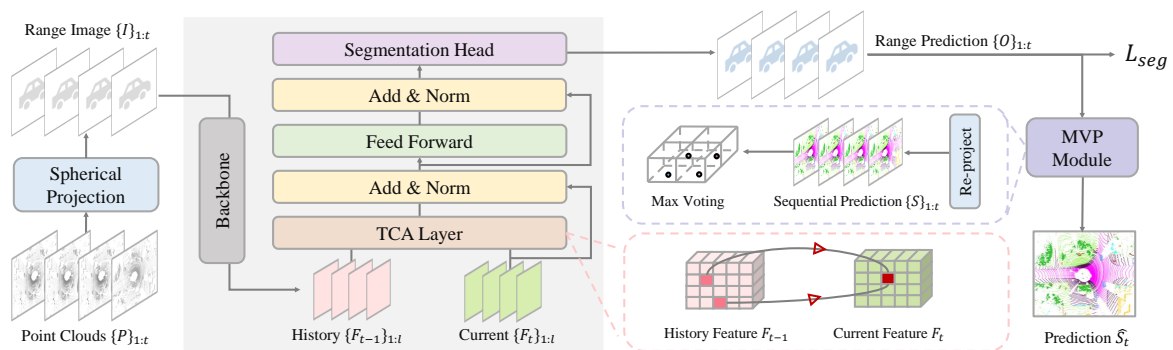 Range Image {I}1:t
Spherical
Projection
Point Clouds {P}1:t
Backbone
Segmentation Head
Add & Norm
Feed Forward
Add & Norm
TCA Layer
History {Ft−1}1:l
Current {Ft}1:l
Range Prediction {O}1:t
Lseg
MVP
Module
Re-project
Max Voting
Sequential Prediction {S}1:t
History Feature Ft−1
Current Feature Ft
Prediction Ŝt